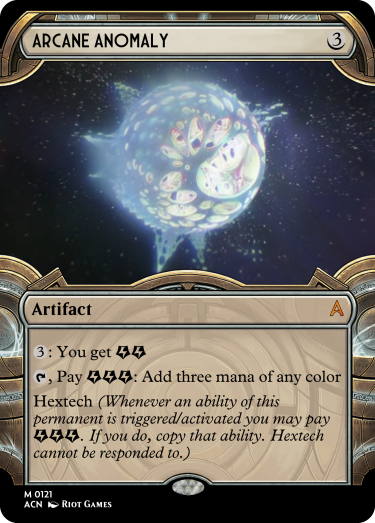 ARCANE ANOMALY 3
Artifact A
3: You get
, Pay : Add three mana of any color
Hextech (Whenever an ability of this
permanent is triggered/activated you may pay
. If you do, copy that ability. Hextech
cannot be responded to.)
M 0121
ACN Riot Games